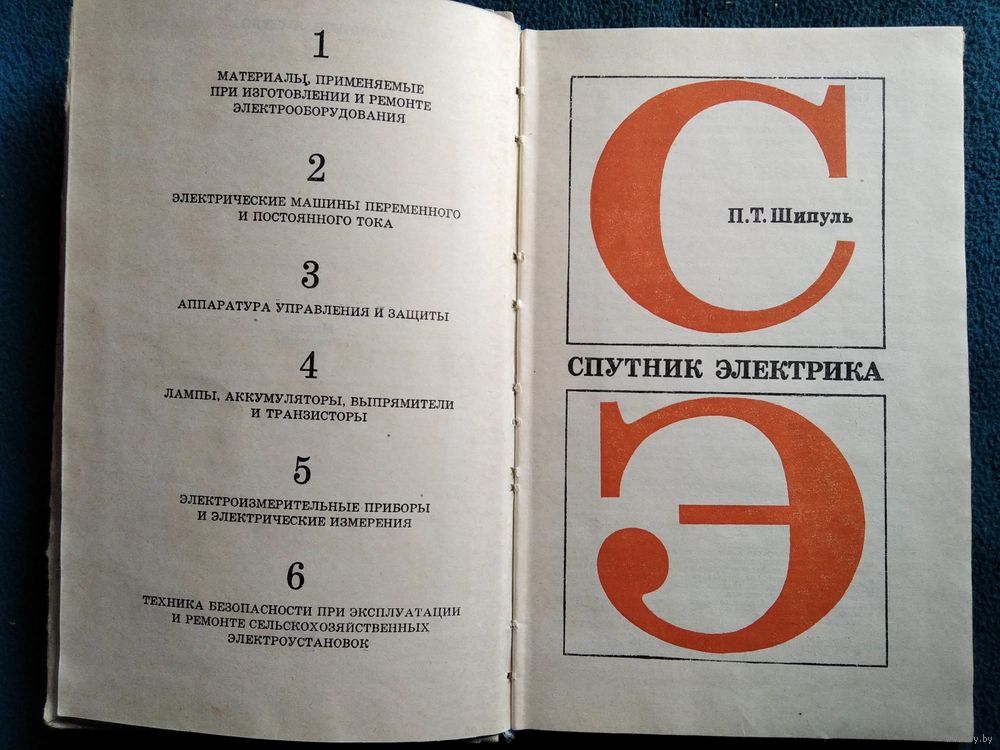 1
МАТЕРИАЛЫ, ПРИМЕНЯЕМЫЕ
ПРИ ИЗГОТОВЛЕНИИ И РЕМОНТЕ
ЭЛЕКТРООБОРУДОВАНИЯ
2
ЭЛЕКТРИЧЕСКИЕ МАШИНЫ ПЕРЕМЕННОГО
И ПОСТОЯННОГО ТОКА
3
АППАРАТУРА УПРАВЛЕНИЯ И ЗАЩИТЫ
4
ЛАМПЫ, АККУМУЛЯТОРЫ, ВЫПРЯМИТЕЛИ
И ТРАНЗИСТОРЫ
5
ЭЛЕКТРОИЗМЕРИТЕЛЬНЫЕ ПРИБОРЫ
И ЭЛЕКТРИЧЕСКИЕ ИЗМЕРЕНИЯ
6
ТЕХНИКА БЕЗОПАСНОСТИ ПРИ ЭКСПЛУАТАЦИИ
И РЕМОНТЕ СЕЛЬСКОХОЗЯЙСТВЕННЫХ
ЭЛЕКТРОУСТАНОВОК
С
П.Т. Шипуль
СПУТНИК ЭЛЕКТРИКА
Э